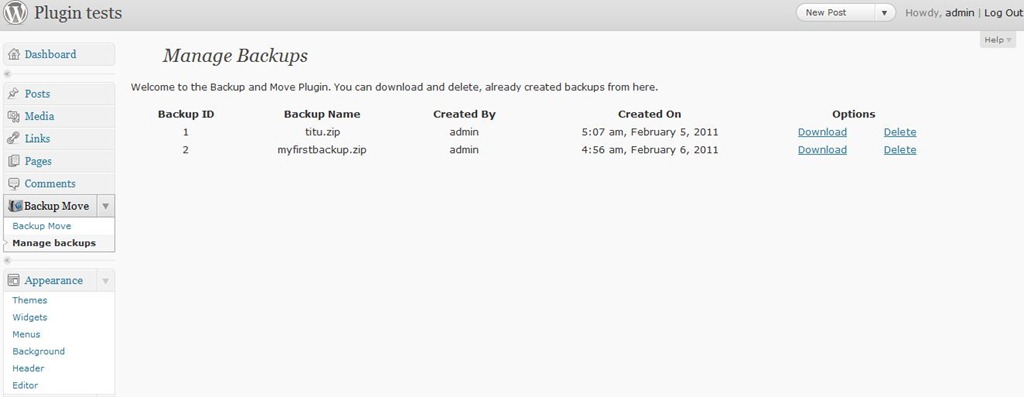 Plugin tests
New Post
Howdy, admin | Log Out
Help
Dashboard
Posts
Media
Links
Pages
Comments
Backup Move
Backup Move
Manage backups
Appearance
Themes
Widgets
Menus
Background
Header
Editor
Manage Backups
Welcome to the Backup and Move Plugin. You can download and delete, already created backups from here.
Backup ID Backup Name Created By Created On Options
1 titu.zip admin 5:07 am, February 5, 2011 Download Delete
2 myfirstbackup.zip admin 4:56 am, February 6, 2011 Download Delete